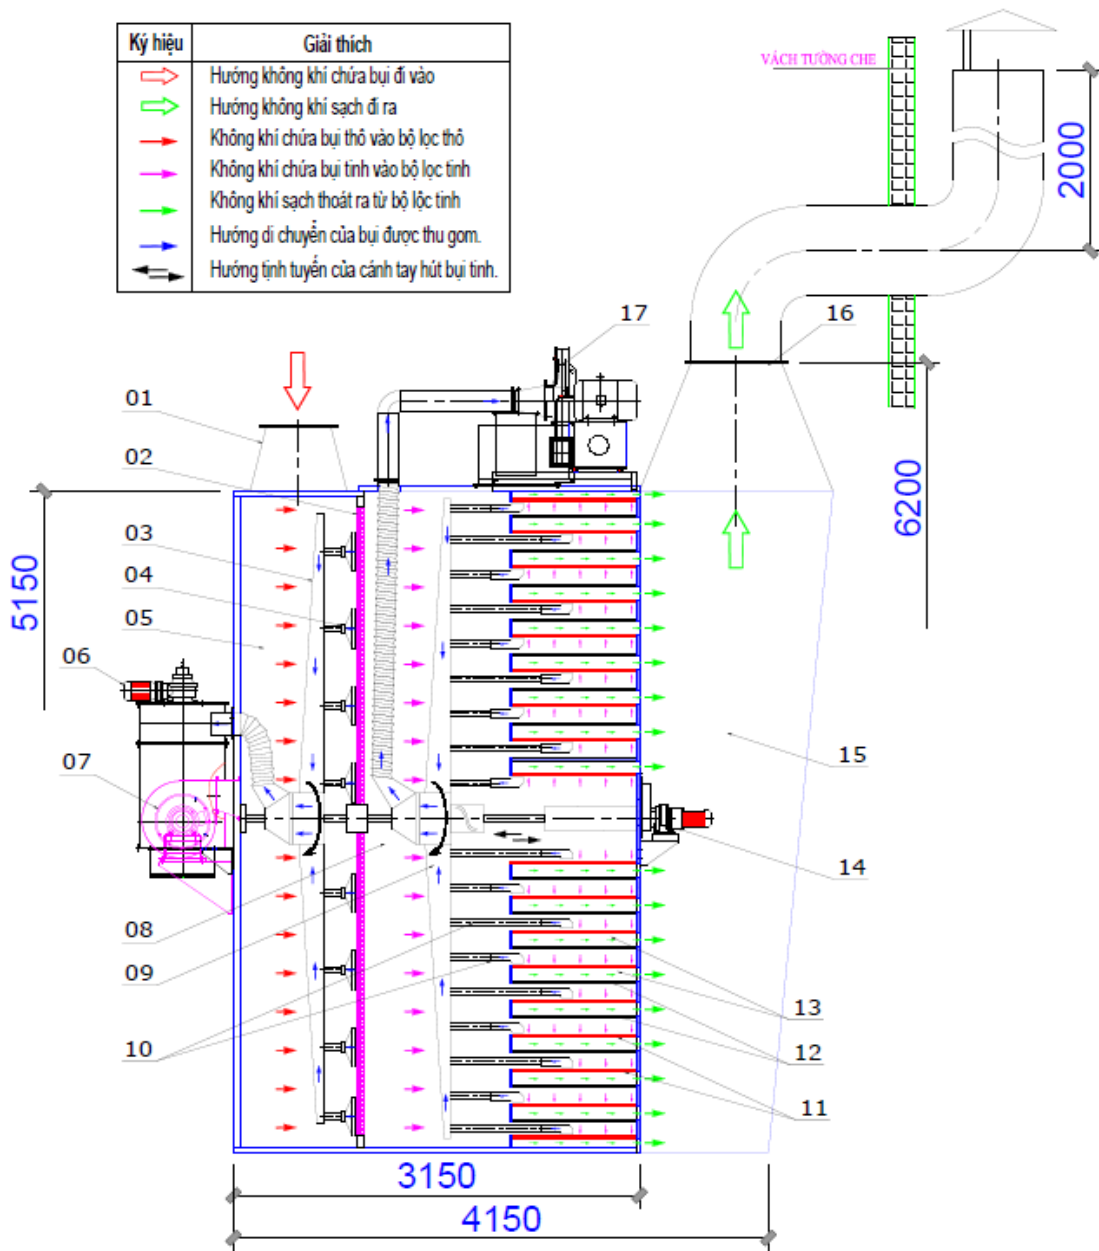 Ký hiệu Giải thích
Hướng không khí chứa bụi đi vào
Hướng không khí sạch đi ra
Không khí chứa bụi thô vào bộ lọc thô
Không khí chứa bụi tinh vào bộ lọc tinh
Không khí sạch thoát ra từ bộ lộc tinh
Hướng di chuyển của bụi được thu gom.
Hướng tịnh tuyến của cánh tay hút bụi tinh.
VÁCH TƯỜNG CHE
2000
17
16
01
02
6200
03
04
5150
05
06
15
07
14
08
09
13
10
12
11
3150
4150